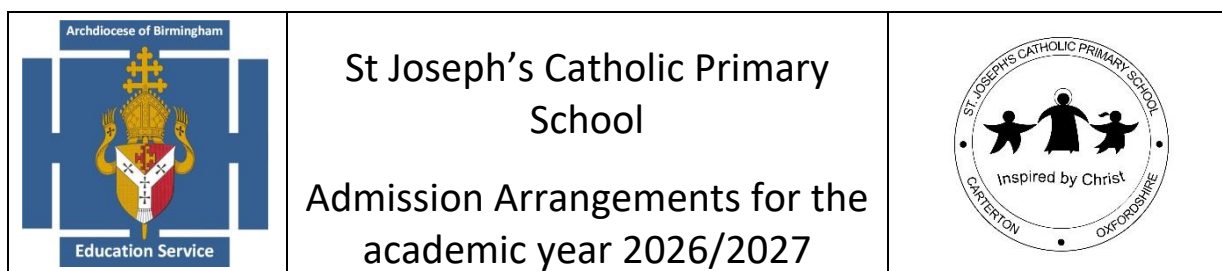 Archdiocese of Birmingham
Education Service
St Joseph’s Catholic Primary
School
Admission Arrangements for the
academic year 2026/2027
ST. JOSEPH'S CATHOLIC PRIMARY SCHOOL
Inspired by Christ
CARTERTON • OXFORDSHIRE